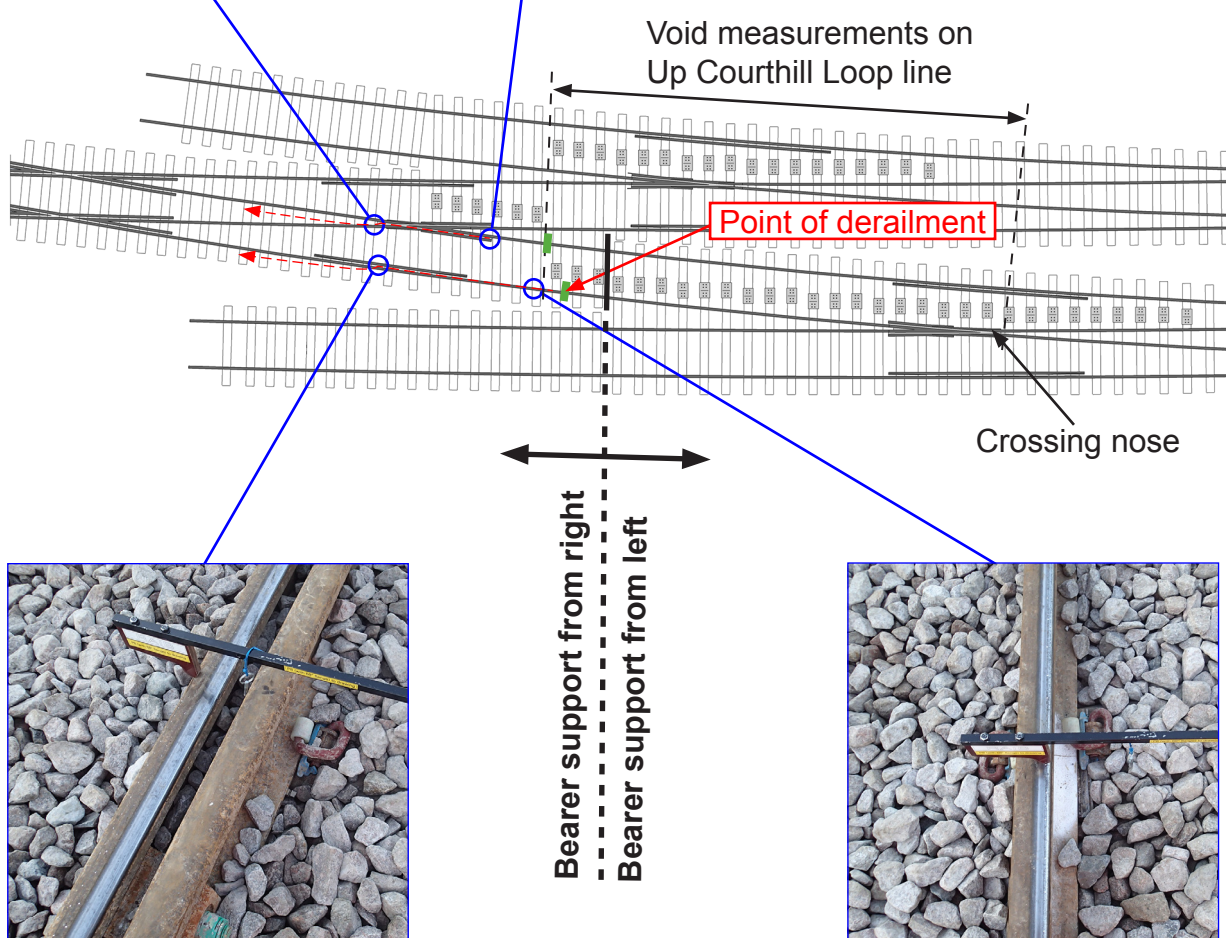 Void measurements on
Up Courthill Loop line
Point of derailment
Crossing nose
Bearer support from right
Bearer support from left